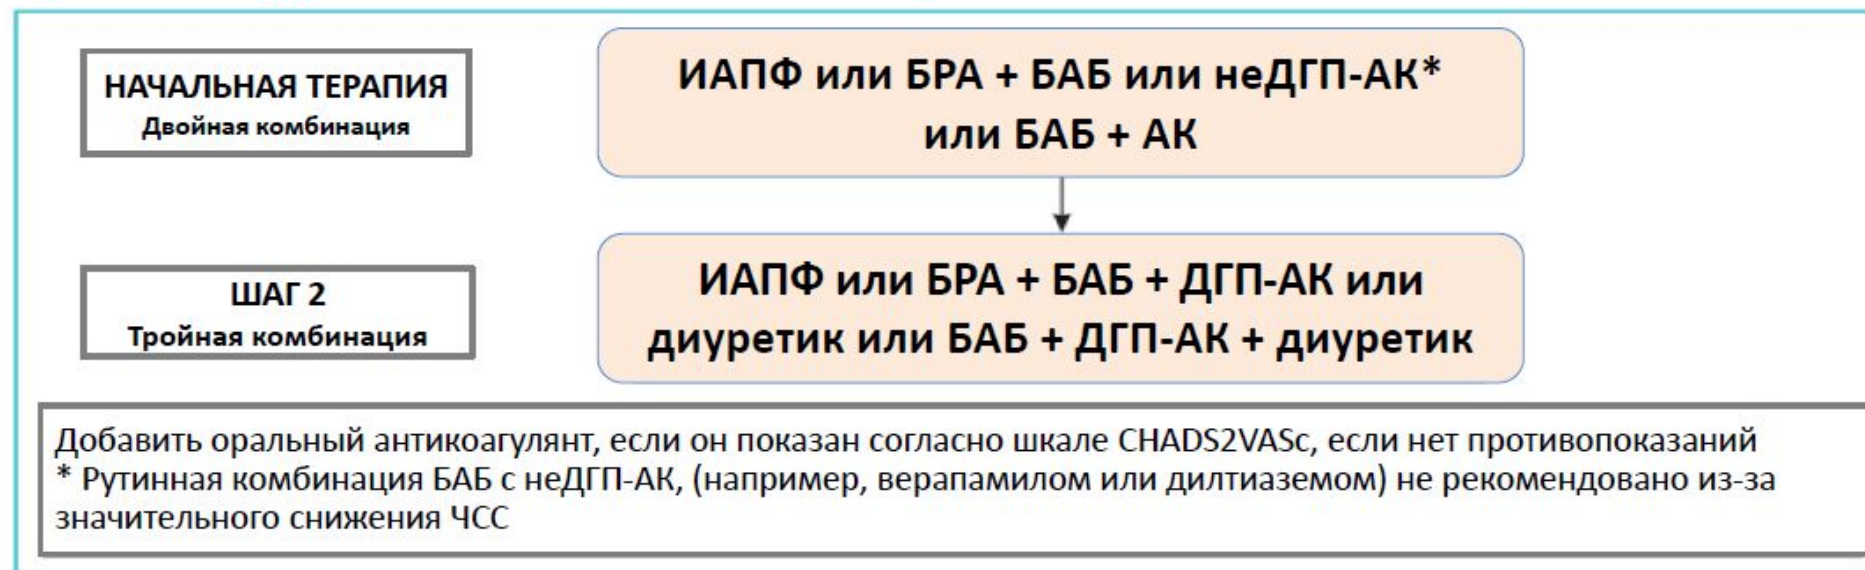 НАЧАЛЬНАЯ ТЕРАПИЯ
Двойная комбинация
ИАПФ или БРА + БАБ или неДГП-АК*
или БАБ + АК
ШАГ 2
Тройная комбинация
ИАПФ или БРА + БАБ + ДГП-АК или
диуретик или БАБ + ДГП-АК + диуретик
Добавить оральный антикоагулянт, если он показан согласно шкале CHADS2VASc, если нет противопоказаний
* Рутинная комбинация БАБ с неДГП-АК, (например, верапамилом или дилтиаземом) не рекомендовано из-за
значительного снижения ЧСС